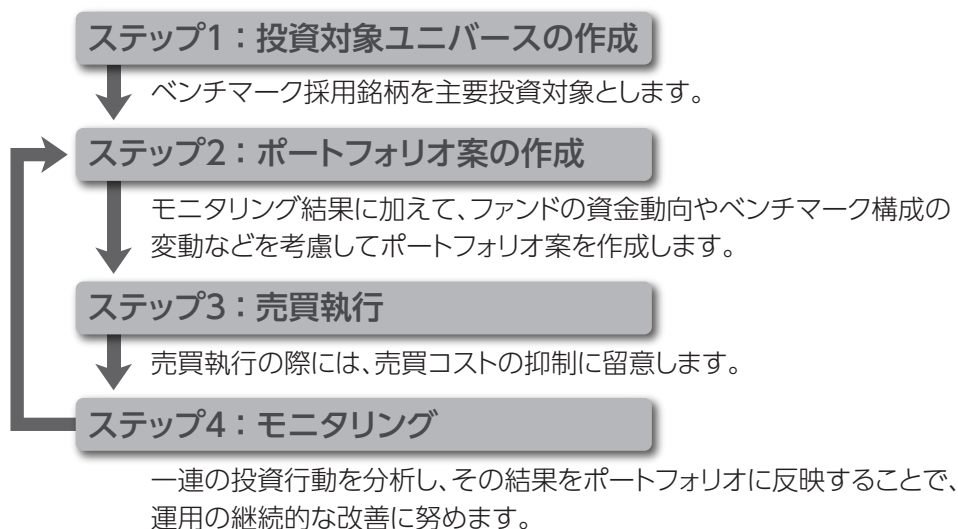 ステップ1：投資対象ユニバースの作成
ベンチマーク採用銘柄を主要投資対象とします。
ステップ2：ポートフォリオ案の作成
モニタリング結果に加えて、ファンドの資金動向やベンチマーク構成の
変動などを考慮してポートフォリオ案を作成します。
ステップ3：売買執行
売買執行の際には、売買コストの抑制に留意します。
ステップ4：モニタリング
一連の投資行動を分析し、その結果をポートフォリオに反映することで、
運用の継続的な改善に努めます。